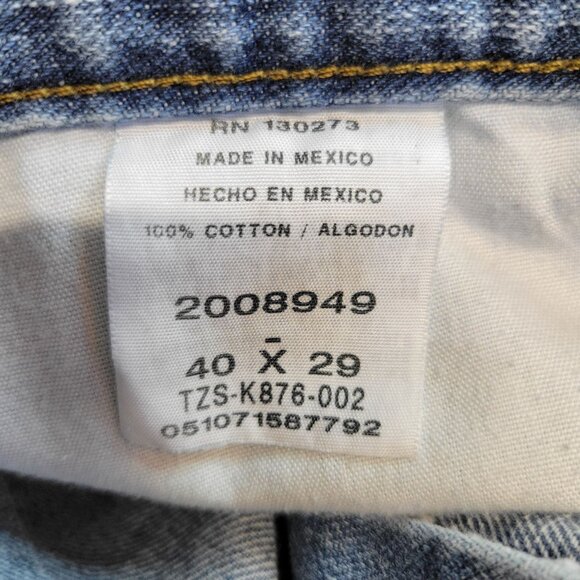 RN 130273
MADE IN MEXICO
HECHO EN MEXICO
100% COTTON / ALGODON
2008949
40 X 29
TZS-K876-002
051071587792